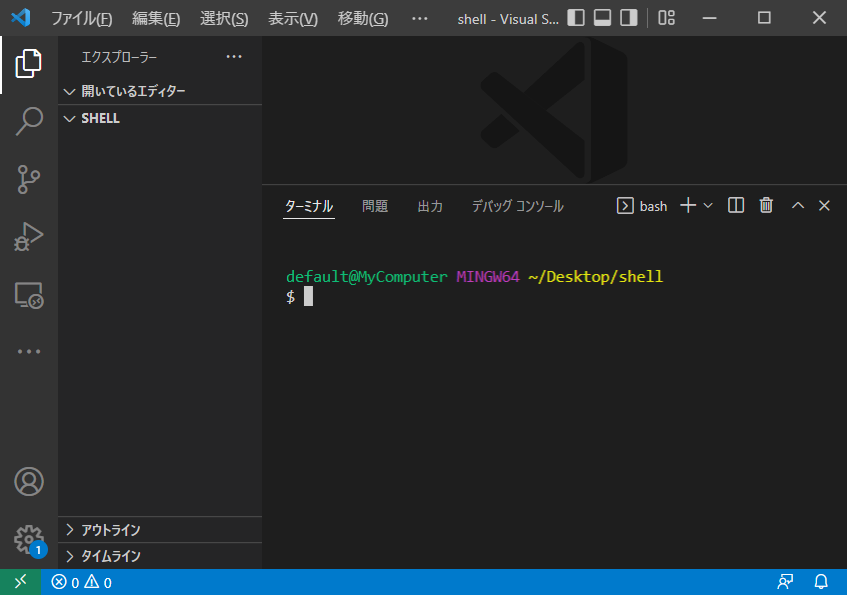 ファイル(F) 編集(E) 選択(S) 表示(V) 移動(G) ··· shell - Visual S...
エクスプローラー ···
開いているエディター
SHELL
ターミナル 問題 出力 デバッグ コンソール bash
default@MyComputer MINGW64 ~/Desktop/shell
$
アウトライン
タイムライン
1
0 0